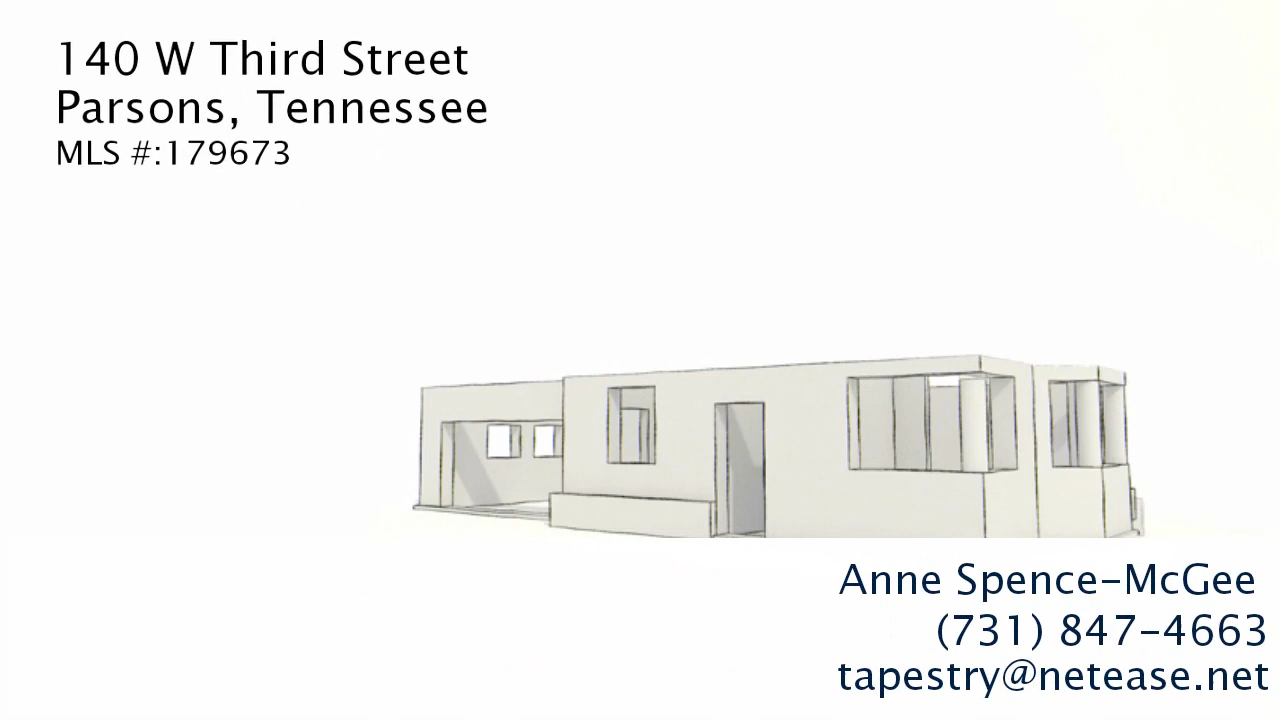 140 W Third Street
Parsons, Tennessee
MLS #:179673
Anne Spence-McGee
(731) 847-4663
tapestry@netease.net